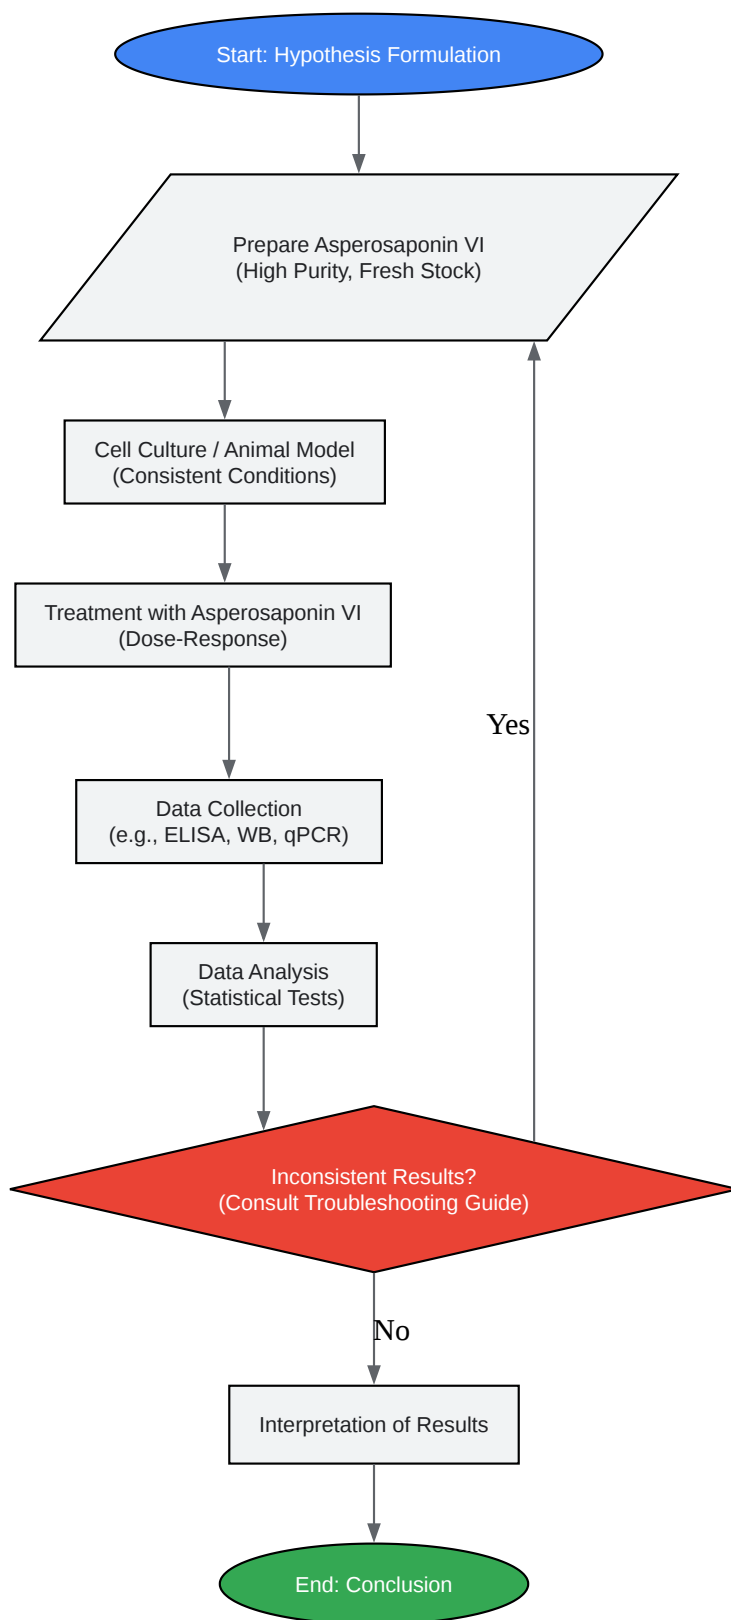 Start: Hypothesis Formulation
Prepare Asperosaponin VI
(High Purity, Fresh Stock)
Cell Culture / Animal Model
(Consistent Conditions)
Treatment with Asperosaponin VI
(Dose-Response)
Yes
Data Collection
(e.g., ELISA, WB, qPCR)
Data Analysis
(Statistical Tests)
Inconsistent Results?
(Consult Troubleshooting Guide)
No
Interpretation of Results
End: Conclusion